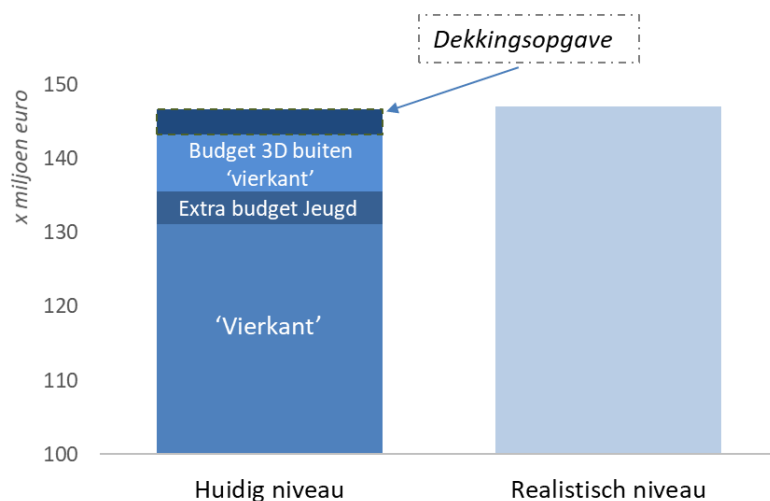 Dekkingsopgave
x miljoen euro
150
140
130
120
110
100
Budget 3D buiten
‘vierkant’
Extra budget Jeugd
‘Vierkant’
Huidig niveau
Realistisch niveau